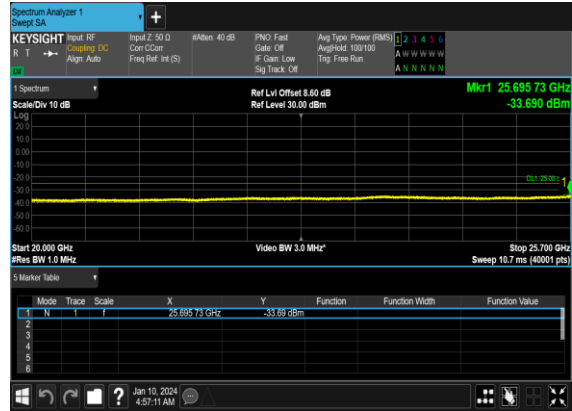 Spectrum Analyzer 1
Swept SA
+
KEYSIGHT Input: RF Input Z: 50 Ω #Atten: 40 dB PNO: Fast Avg Type: Power (RMS) 1 2 3 4 5 6
R T Coupling: DC Corr CCorr Gate: Off Avg|Hold: 100/100 A W W W W W
Align: Auto Freq Ref: Int (S) IF Gain: Low Trig: Free Run
Sig Track: Off A N N N N N
1 Spectrum
Ref Lvl Offset 8.60 dB Mkr1 25.695 73 GHz
Scale/Div 10 dB Ref Level 30.00 dBm -33.690 dBm
Log
20.0
10.0
0.00
-10.0
-20.0
-30.0
-40.0
-50.0
-60.0
1
Start 20.000 GHz Video BW 3.0 MHz* Stop 25.700 GHz
#Res BW 1.0 MHz Sweep 10.7 ms (40001 pts)
5 Marker Table
Mode Trace Scale X Y Function Function Width Function Value
1 N 1 f 25.695 73 GHz -33.69 dBm
2
3
4
5
6
? Jan 10, 2024
4:57:11 AM